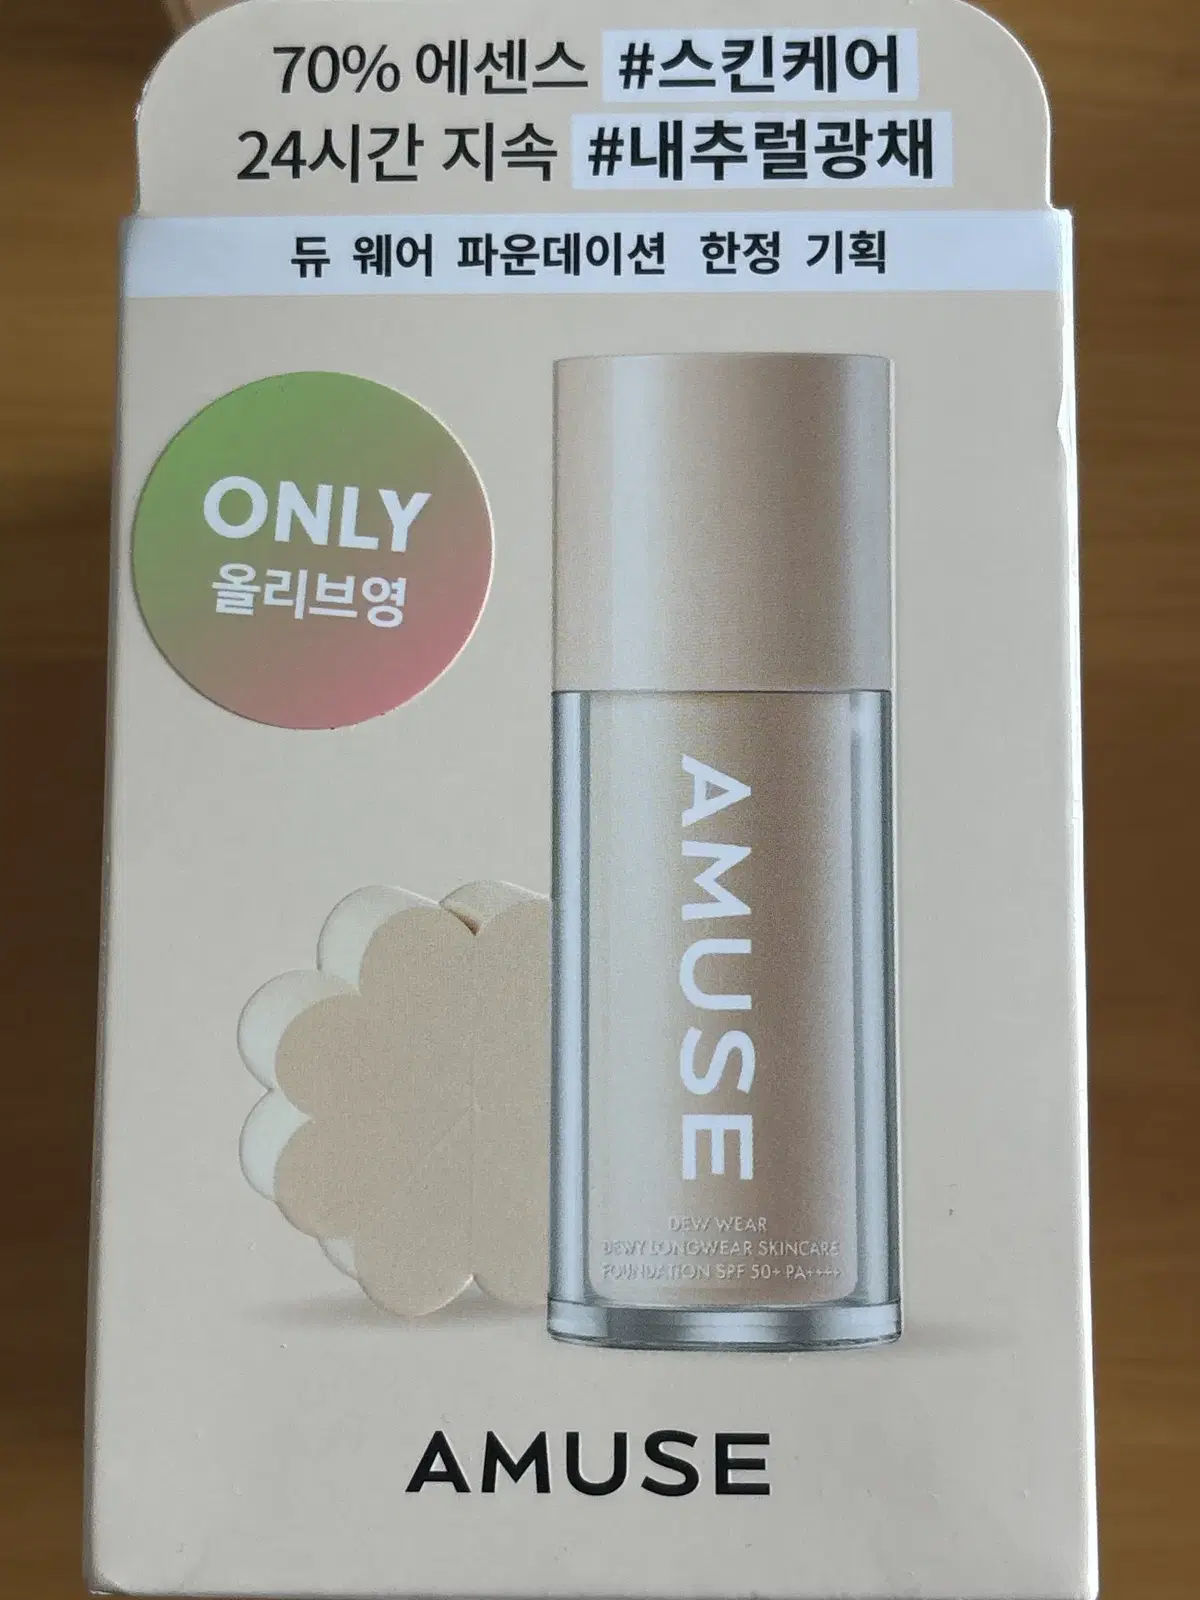 70% 에센스 #스킨케어
24시간 지속 #내추럴광채
듀 웨어 파운데이션 한정 기획
ONLY
올리브영
AMUSE
DEW WEAR
DEWY LONGWEAR SKINCARE
FOUNDATION SPF 50+ PA++++
AMUSE